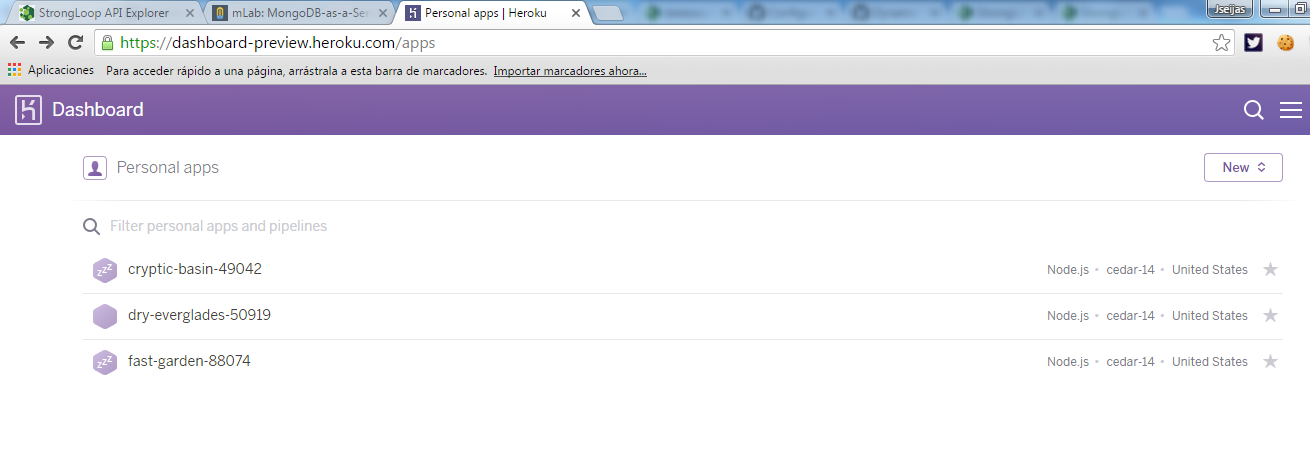 StrongLoop API Explorer mLab: MongoDB-as-a-Se Personal apps | Heroku Jseijas
https://dashboard-preview.heroku.com/apps
Aplicaciones Para acceder rápido a una página, arrástrala a esta barra de marcadores. Importar marcadores ahora...
Dashboard
Personal apps New
Filter personal apps and pipelines
zzz cryptic-basin-49042 Node.js • cedar-14 • United States
dry-everglades-50919 Node.js • cedar-14 • United States
zzz fast-garden-88074 Node.js • cedar-14 • United States